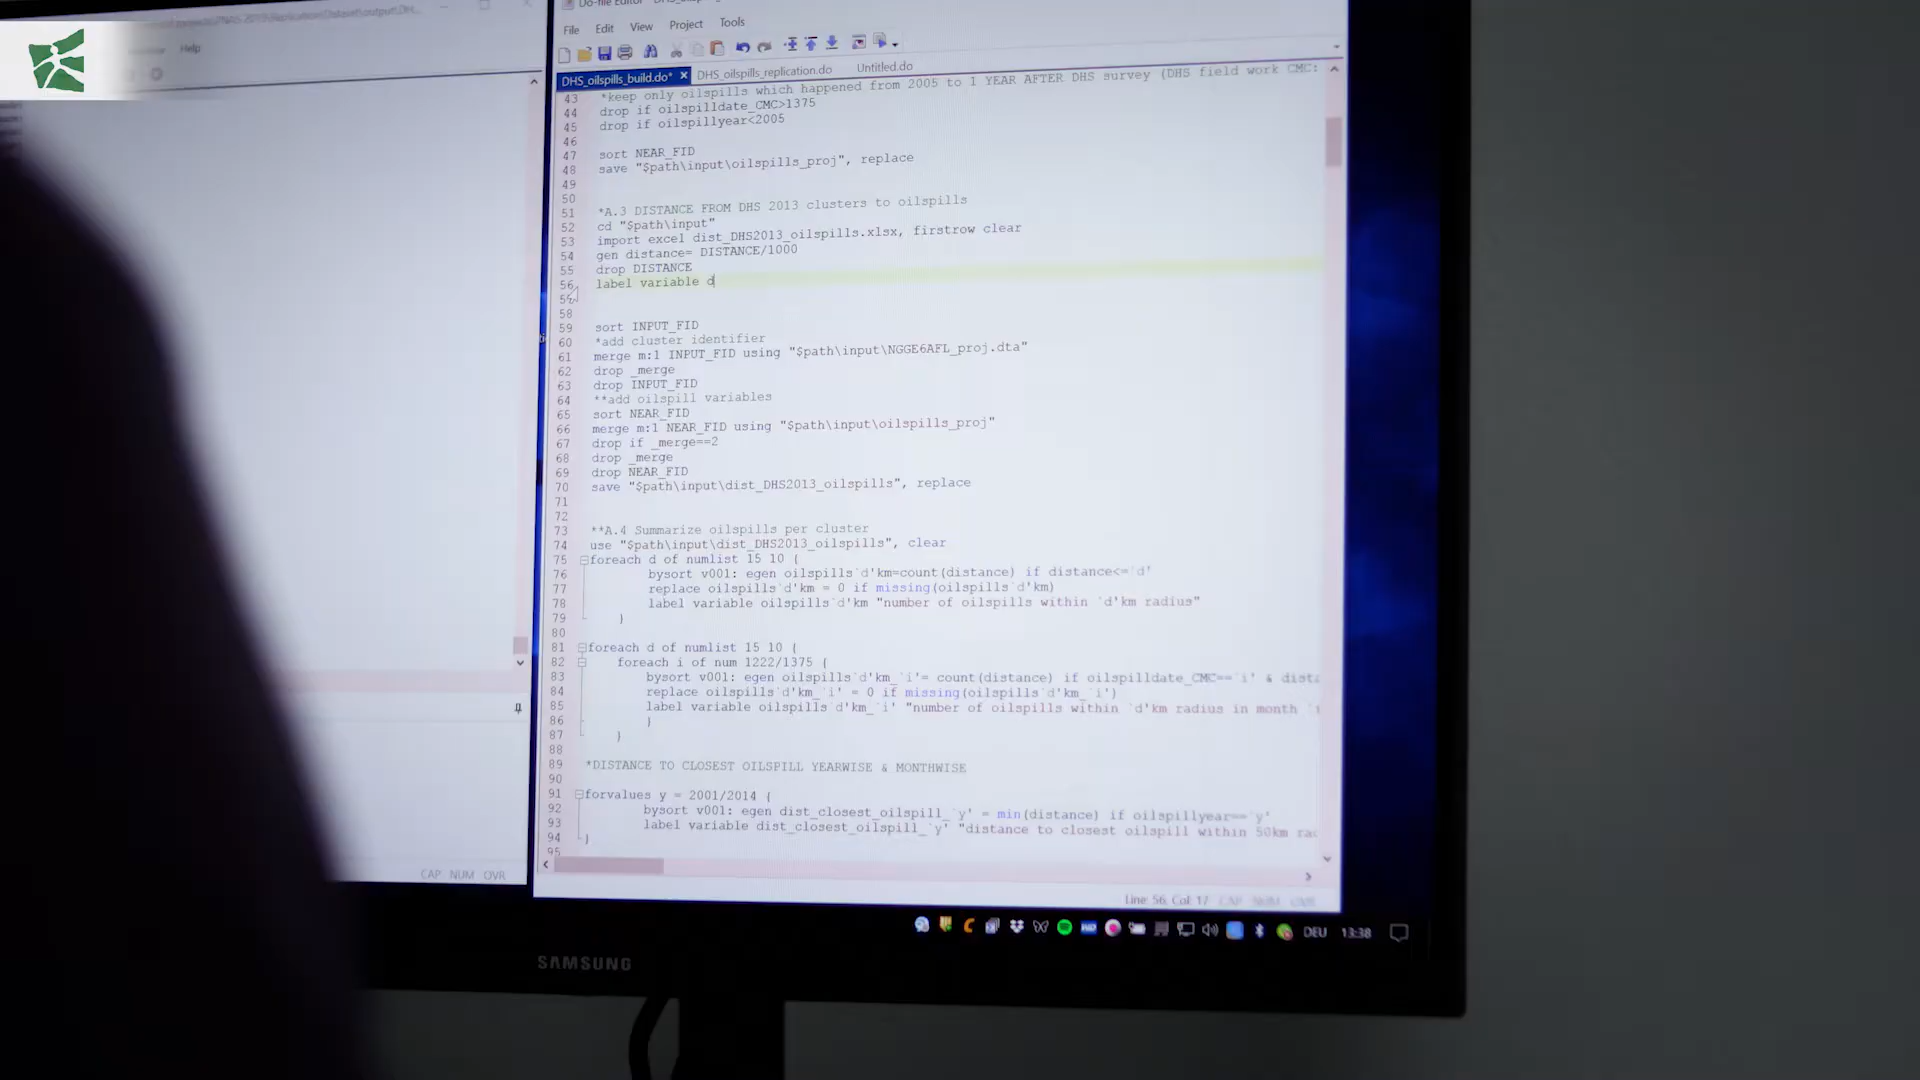 Help
Do-file Editor
File Edit View Project Tools
DHS_oilspills_build.do* × DHS_oilspills_replication.do Untitled.do
43 *keep only oilspills which happened from 2005 to 1 YEAR AFTER DHS survey (DHS field work CMC:
44 drop if oilspilldate_CMC>1375
45 drop if oilspillyear<2005
46
47 sort NEAR_FID
48 save "$path\input\oilspills_proj", replace
49
50
51 *A.3 DISTANCE FROM DHS 2013 clusters to oilspills
52 cd "$path\input"
53 import excel dist_DHS2013_oilspills.xlsx, firstrow clear
54 gen distance= DISTANCE/1000
55 drop DISTANCE
56 label variable d
57
58
59 sort INPUT_FID
60 *add cluster identifier
61 merge m:1 INPUT_FID using "$path\input\NGGE6AFL_proj.dta"
62 drop _merge
63 drop INPUT_FID
64 **add oilspill variables
65 sort NEAR_FID
66 merge m:1 NEAR_FID using "$path\input\oilspills_proj"
67 drop if _merge==2
68 drop _merge
69 drop NEAR_FID
70 save "$path\input\dist_DHS2013_oilspills", replace
71
72
73 **A.4 Summarize oilspills per cluster
74 use "$path\input\dist_DHS2013_oilspills", clear
75 foreach d of numlist 15 10 {
76 bysort v001: egen oilspills`d'km=count(distance) if distance<=`d'
77 replace oilspills`d'km = 0 if missing(oilspills`d'km)
78 label variable oilspills`d'km "number of oilspills within `d'km radius"
79 }
80
81 foreach d of numlist 15 10 {
82 foreach i of num 1222/1375 {
83 bysort v001: egen oilspills`d'km_`i'= count(distance) if oilspilldate_CMC==`i' & dista
84 replace oilspills`d'km_`i' = 0 if missing(oilspills`d'km_`i')
85 label variable oilspills`d'km_`i' "number of oilspills within `d'km radius in month `i
86 }
87 }
88
89 *DISTANCE TO CLOSEST OILSPILL YEARWISE & MONTHWISE
90
91 forvalues y = 2001/2014 {
92 bysort v001: egen dist_closest_oilspill_`y' = min(distance) if oilspillyear==`y'
93 label variable dist_closest_oilspill_`y' "distance to closest oilspill within 50km rad
94 }
95
CAP NUM OVR
Line: 56, Col: 17 CAP NUM OVR
DEU 13:38
SAMSUNG